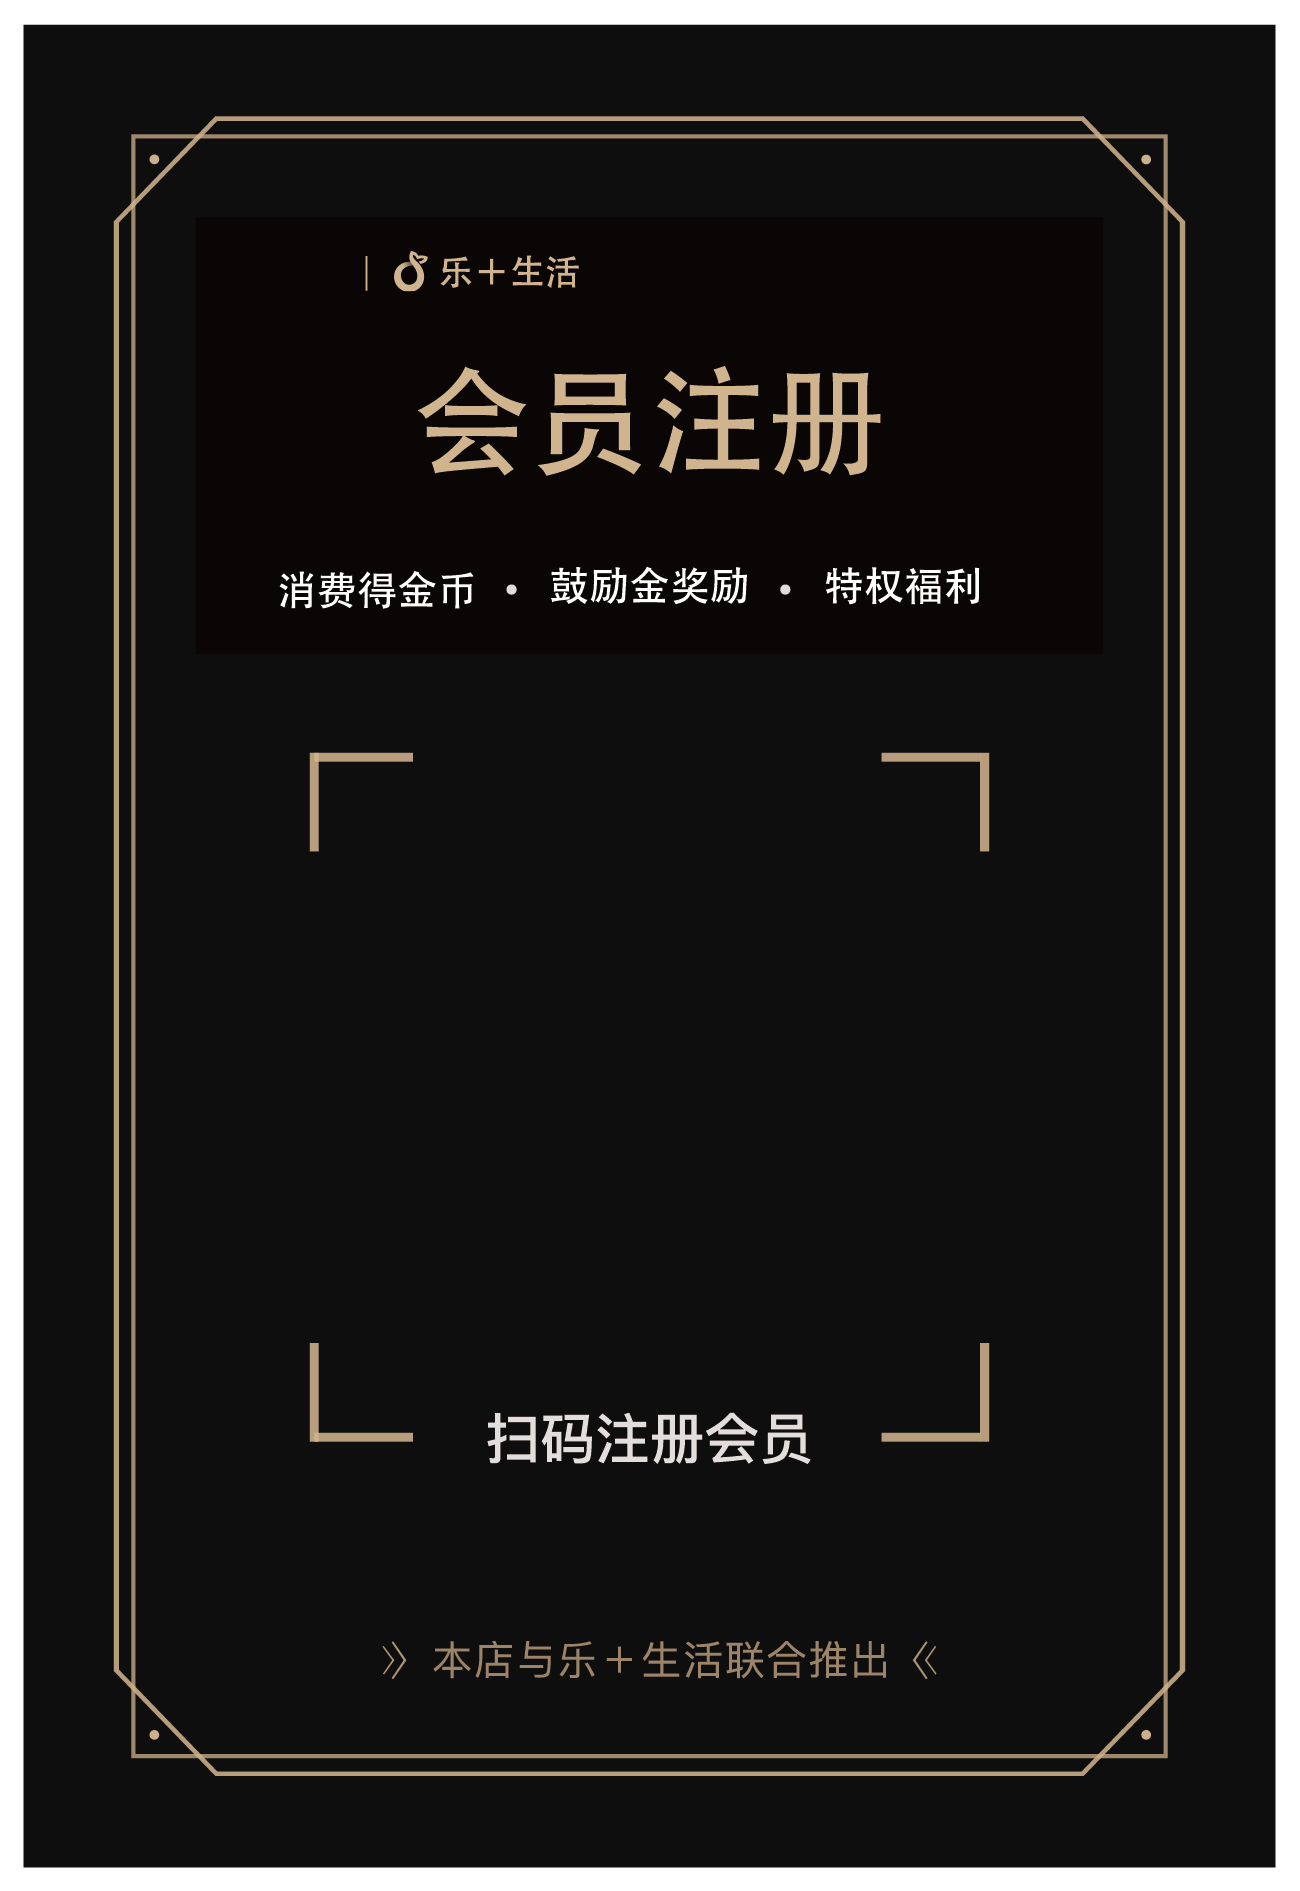 乐+生活
会员注册
消费得金币 • 鼓励金奖励 • 特权福利
扫码注册会员
》 本店与乐+生活联合推出 《